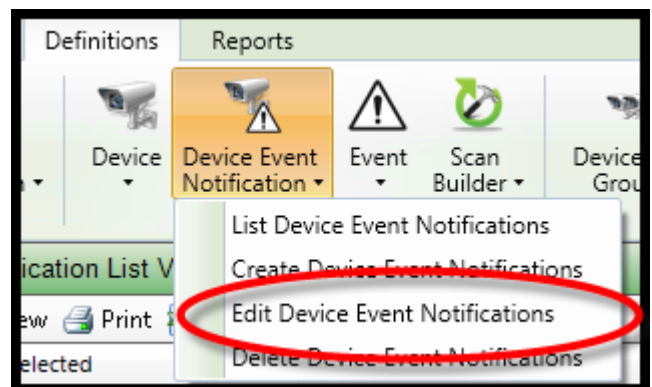 Definitions Reports
Device Device Event Event Scan Device
Notification Builder Grou
List Device Event Notifications
ication List V
Create Device Event Notifications
ew Print
Edit Device Event Notifications
elected
Delete Device Event Notifications